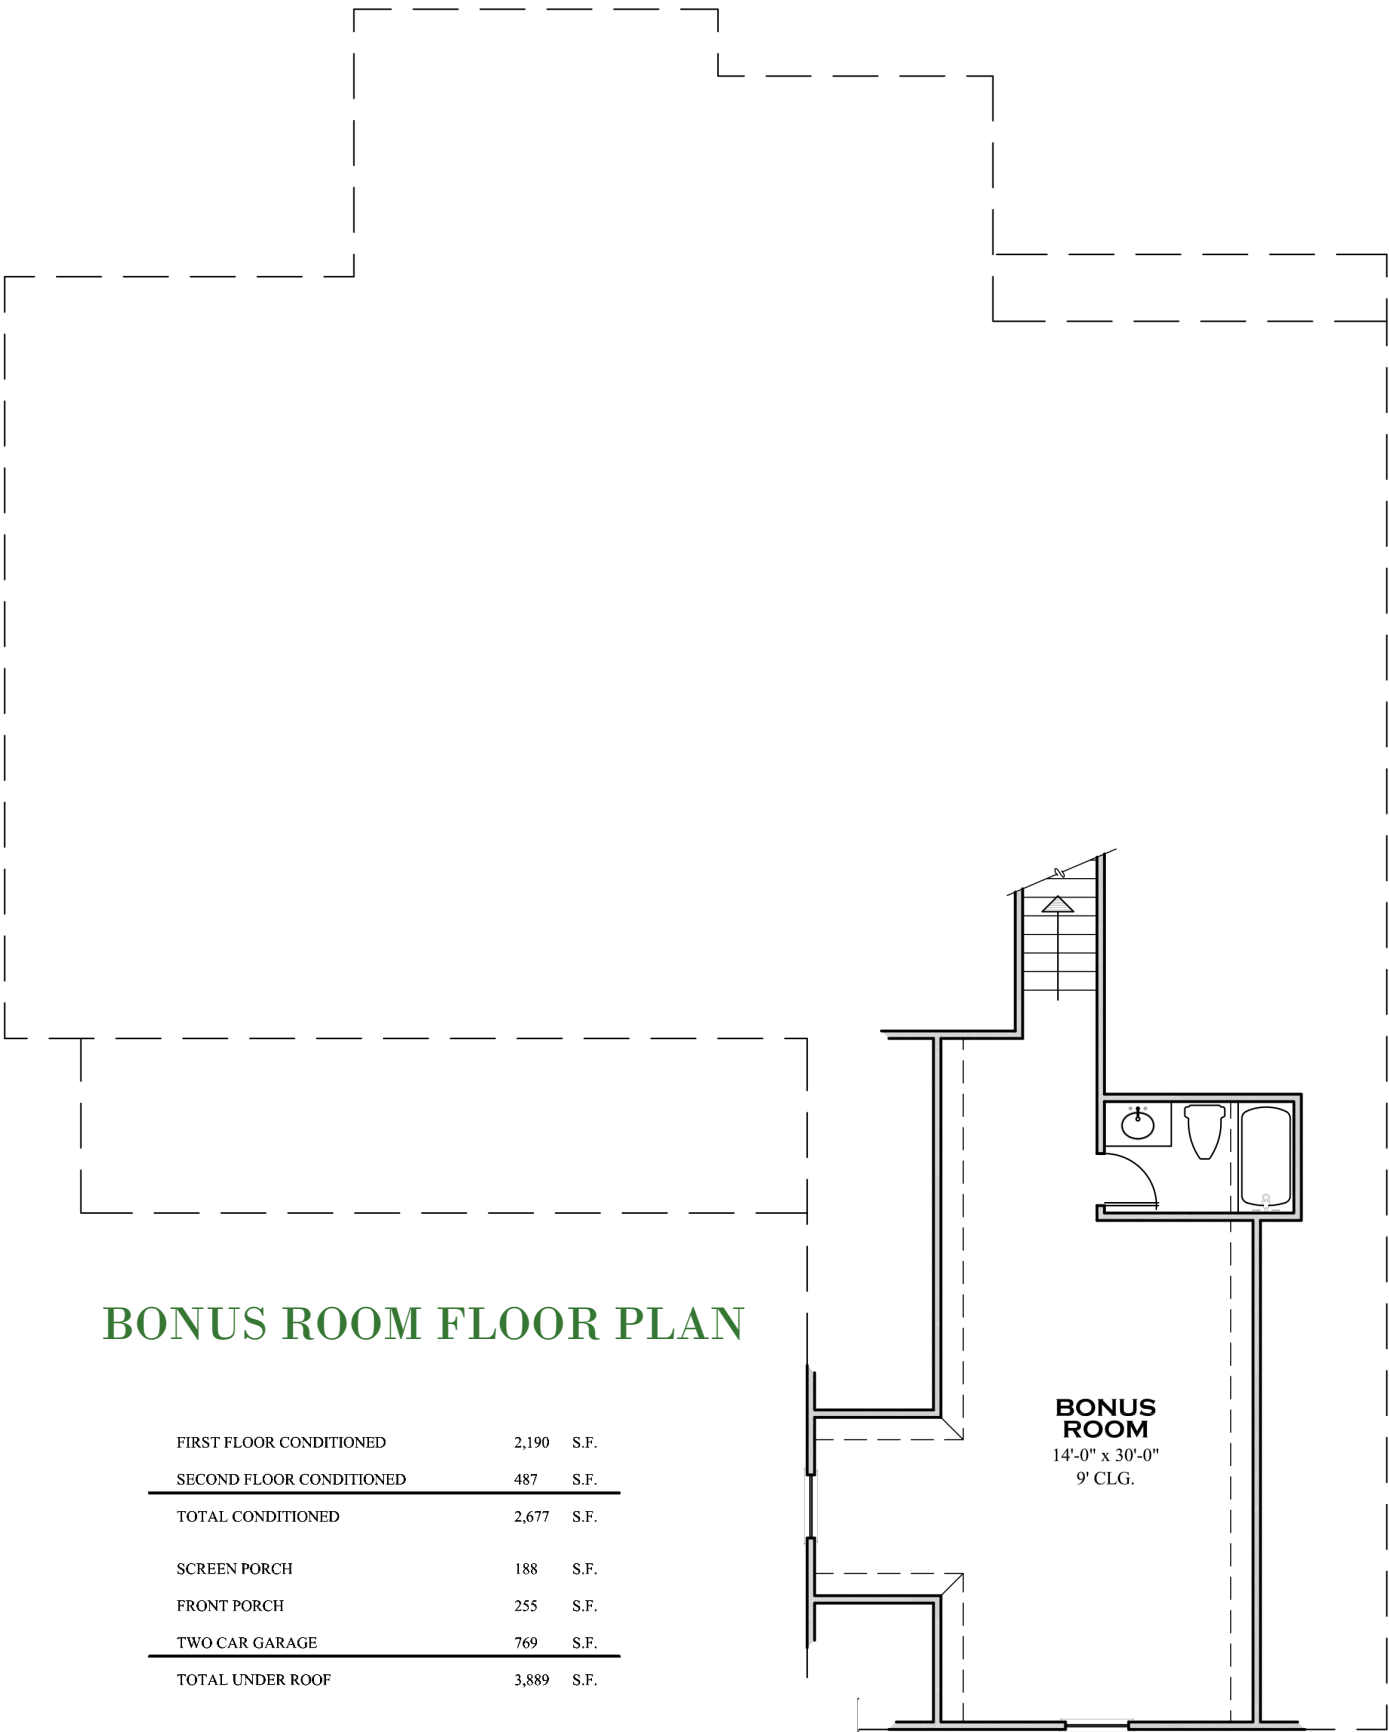 BONUS ROOM FLOOR PLAN
FIRST FLOOR CONDITIONED 2,190 S.F.
SECOND FLOOR CONDITIONED 487 S.F.
TOTAL CONDITIONED 2,677 S.F.
SCREEN PORCH 188 S.F.
FRONT PORCH 255 S.F.
TWO CAR GARAGE 769 S.F.
TOTAL UNDER ROOF 3,889 S.F.
BONUS
ROOM
14'-0" x 30'-0"
9' CLG.